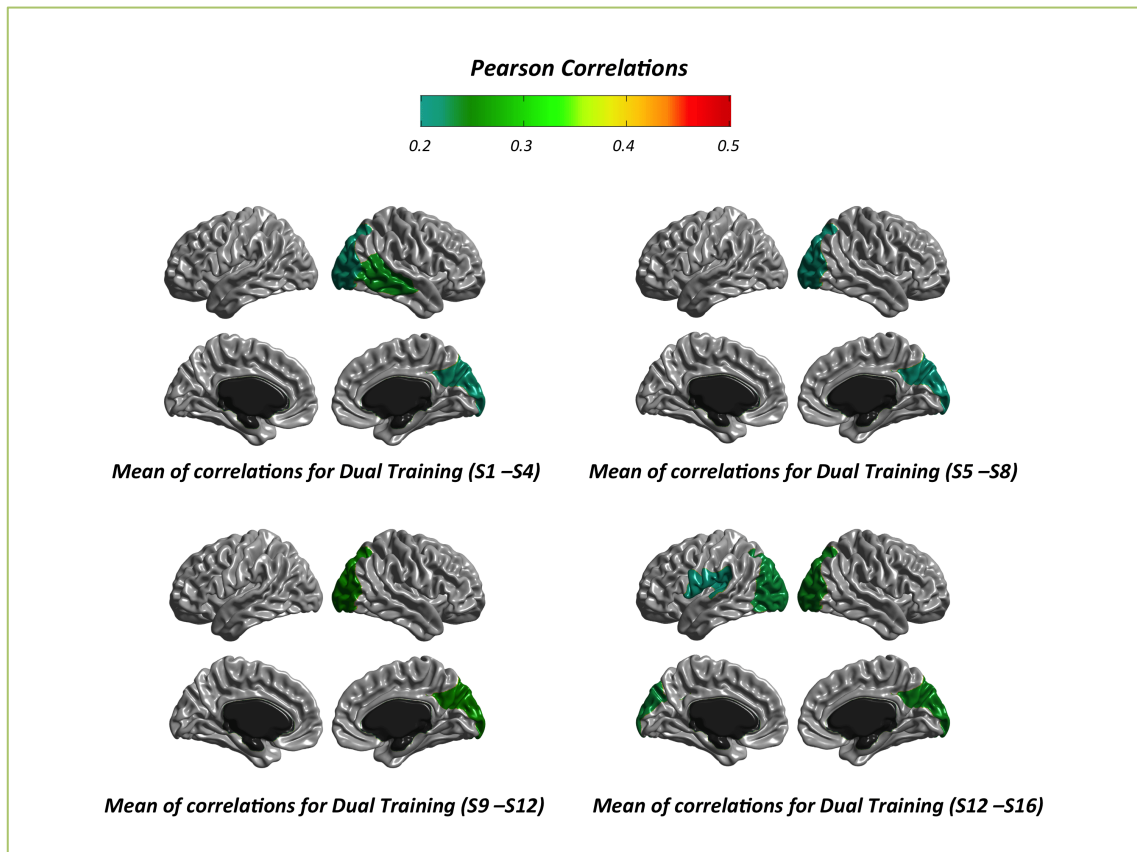 Pearson Correlations
0.2 0.3 0.4 0.5
Mean of correlations for Dual Training (S1 –S4)
Mean of correlations for Dual Training (S5 –S8)
Mean of correlations for Dual Training (S9 –S12)
Mean of correlations for Dual Training (S12 –S16)